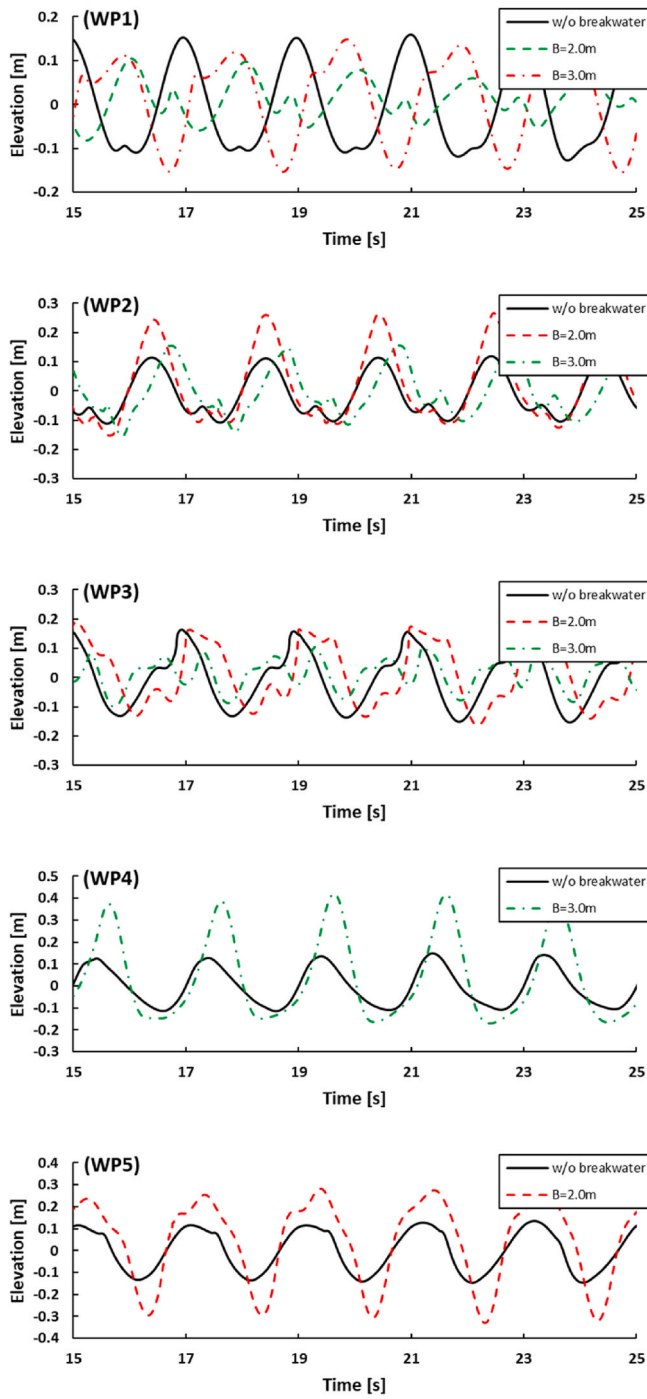 (WP1)
w/o breakwater
B=2.0m
B=3.0m
Elevation [m]
0.2
0.1
0
-0.1
0.2
15 17 19 21 23 25
Time [s]
(WP2)
w/o breakwater
B=2.0m
B=3.0m
Elevation [m]
0.3
0.2
0.1
0
-0.1
-0.2
-0.3
15 17 19 21 23 25
Time [s]
(WP3)
w/o breakwater
B=2.0m
B=3.0m
Elevation [m]
0.3
0.2
0.1
0
-0.1
-0.2
-0.3
15 17 19 21 23 25
Time [s]
(WP4)
w/o breakwater
B=3.0m
Elevation [m]
0.5
0.4
0.3
0.2
0.1
0
-0.1
-0.2
-0.3
15 17 19 21 23 25
Time [s]
(WP5)
w/o breakwater
B=2.0m
Elevation [m]
0.4
0.3
0.2
0.1
0
-0.1
-0.2
-0.3
-0.4
15 17 19 21 23 25
Time [s]